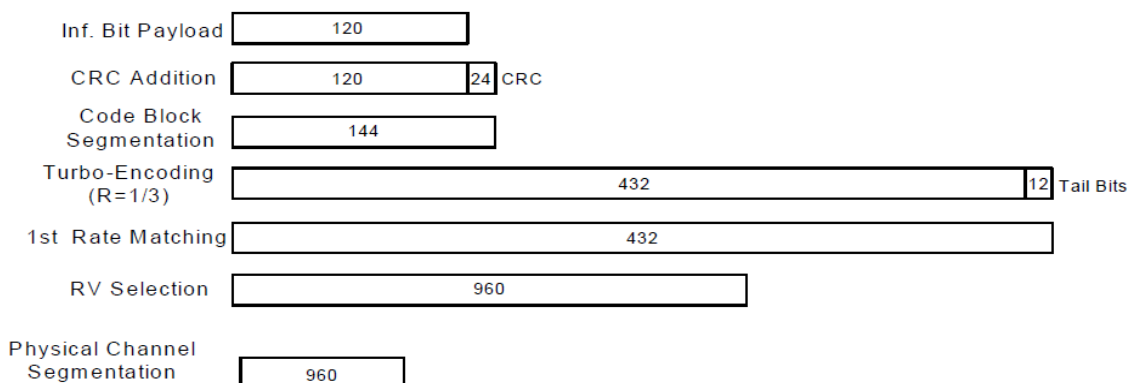 Inf. Bit Payload 120
CRC Addition 120 24 CRC
Code Block
Segmentation 144
Turbo-Encoding
(R=1/3) 432 12 Tail Bits
1st Rate Matching 432
RV Selection 960
Physical Channel
Segmentation 960